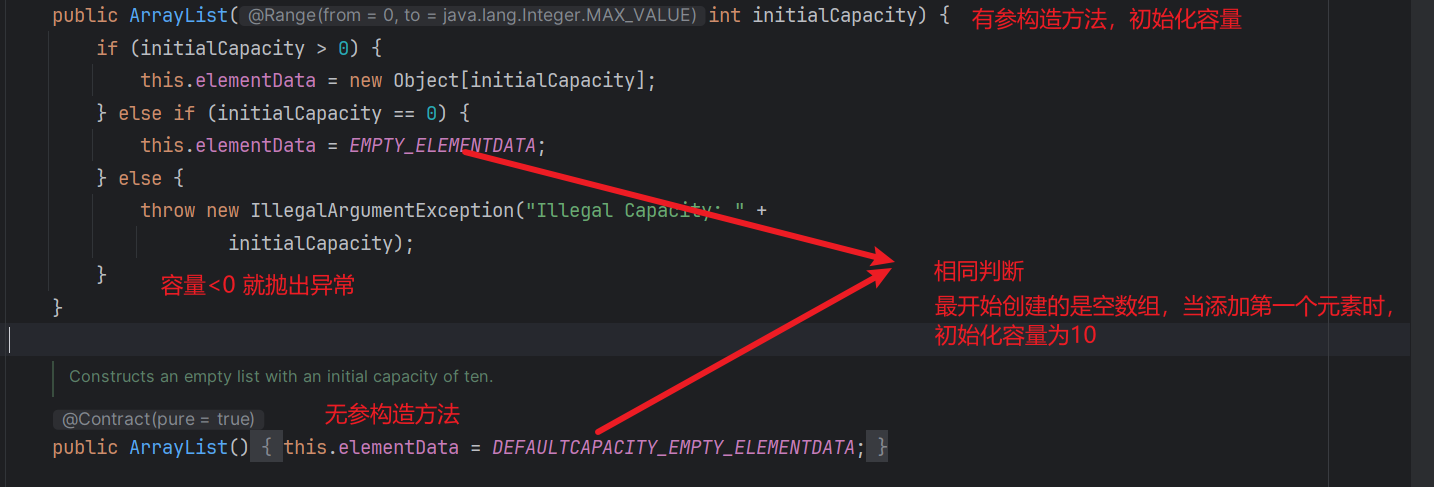 public ArrayList( @Range(from = 0, to = java.lang.Integer.MAX_VALUE) int initialCapacity) { 有参构造方法，初始化容量
if (initialCapacity > 0) {
this.elementData = new Object[initialCapacity];
} else if (initialCapacity == 0) {
this.elementData = EMPTY_ELEMENTDATA;
} else {
throw new IllegalArgumentException("Illegal Capacity: " +
initialCapacity);
}
容量<0 就抛出异常
}
相同判断
最开始创建的是空数组，当添加第一个元素时，
初始化容量为10
Constructs an empty list with an initial capacity of ten.
@Contract(pure = true)
无参构造方法
public ArrayList() { this.elementData = DEFAULTCAPACITY_EMPTY_ELEMENTDATA; }